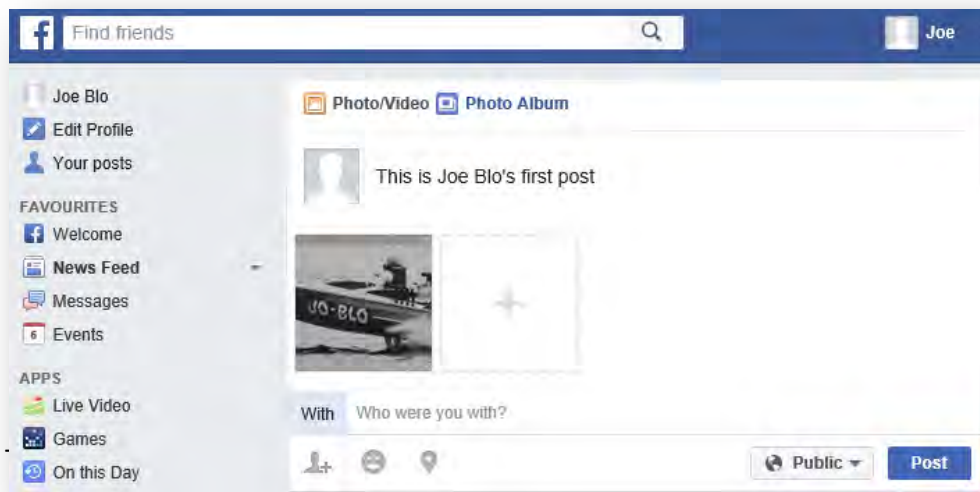 f
Find friends
Joe
Joe Blo
Edit Profile
Your posts
FAVOURITES
Welcome
News Feed
Messages
6 Events
APPS
Live Video
Games
On this Day
Photo/Video Photo Album
This is Joe Blo's first post
JO-BLO
With Who were you with?
Public Post